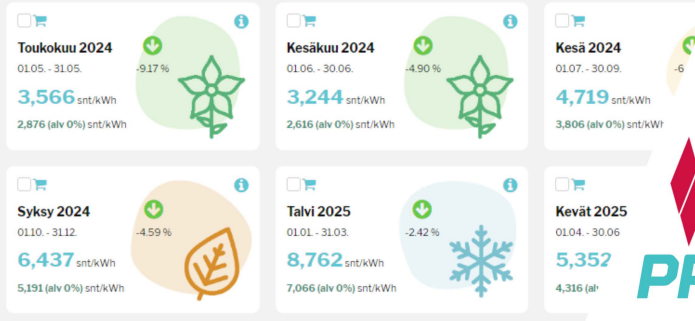 Toukokuu 2024
01.05. - 31.05.
-9.17 %
3,566 snt/kWh
2,876 (alv 0%) snt/kWh
Kesäkuu 2024
01.06. - 30.06.
-4.90 %
3,244 snt/kWh
2,616 (alv 0%) snt/kWh
Kesä 2024
01.07. - 30.09.
-6
4,719 snt/kWh
3,806 (alv 0%) snt/kWh
Syksy 2024
01.10. - 31.12.
-4.59 %
6,437 snt/kWh
5,191 (alv 0%) snt/kWh
Talvi 2025
01.01. - 31.03.
-2.42 %
8,762 snt/kWh
7,066 (alv 0%) snt/kWh
Kevät 2025
01.04. - 30.06
5,352
4,316